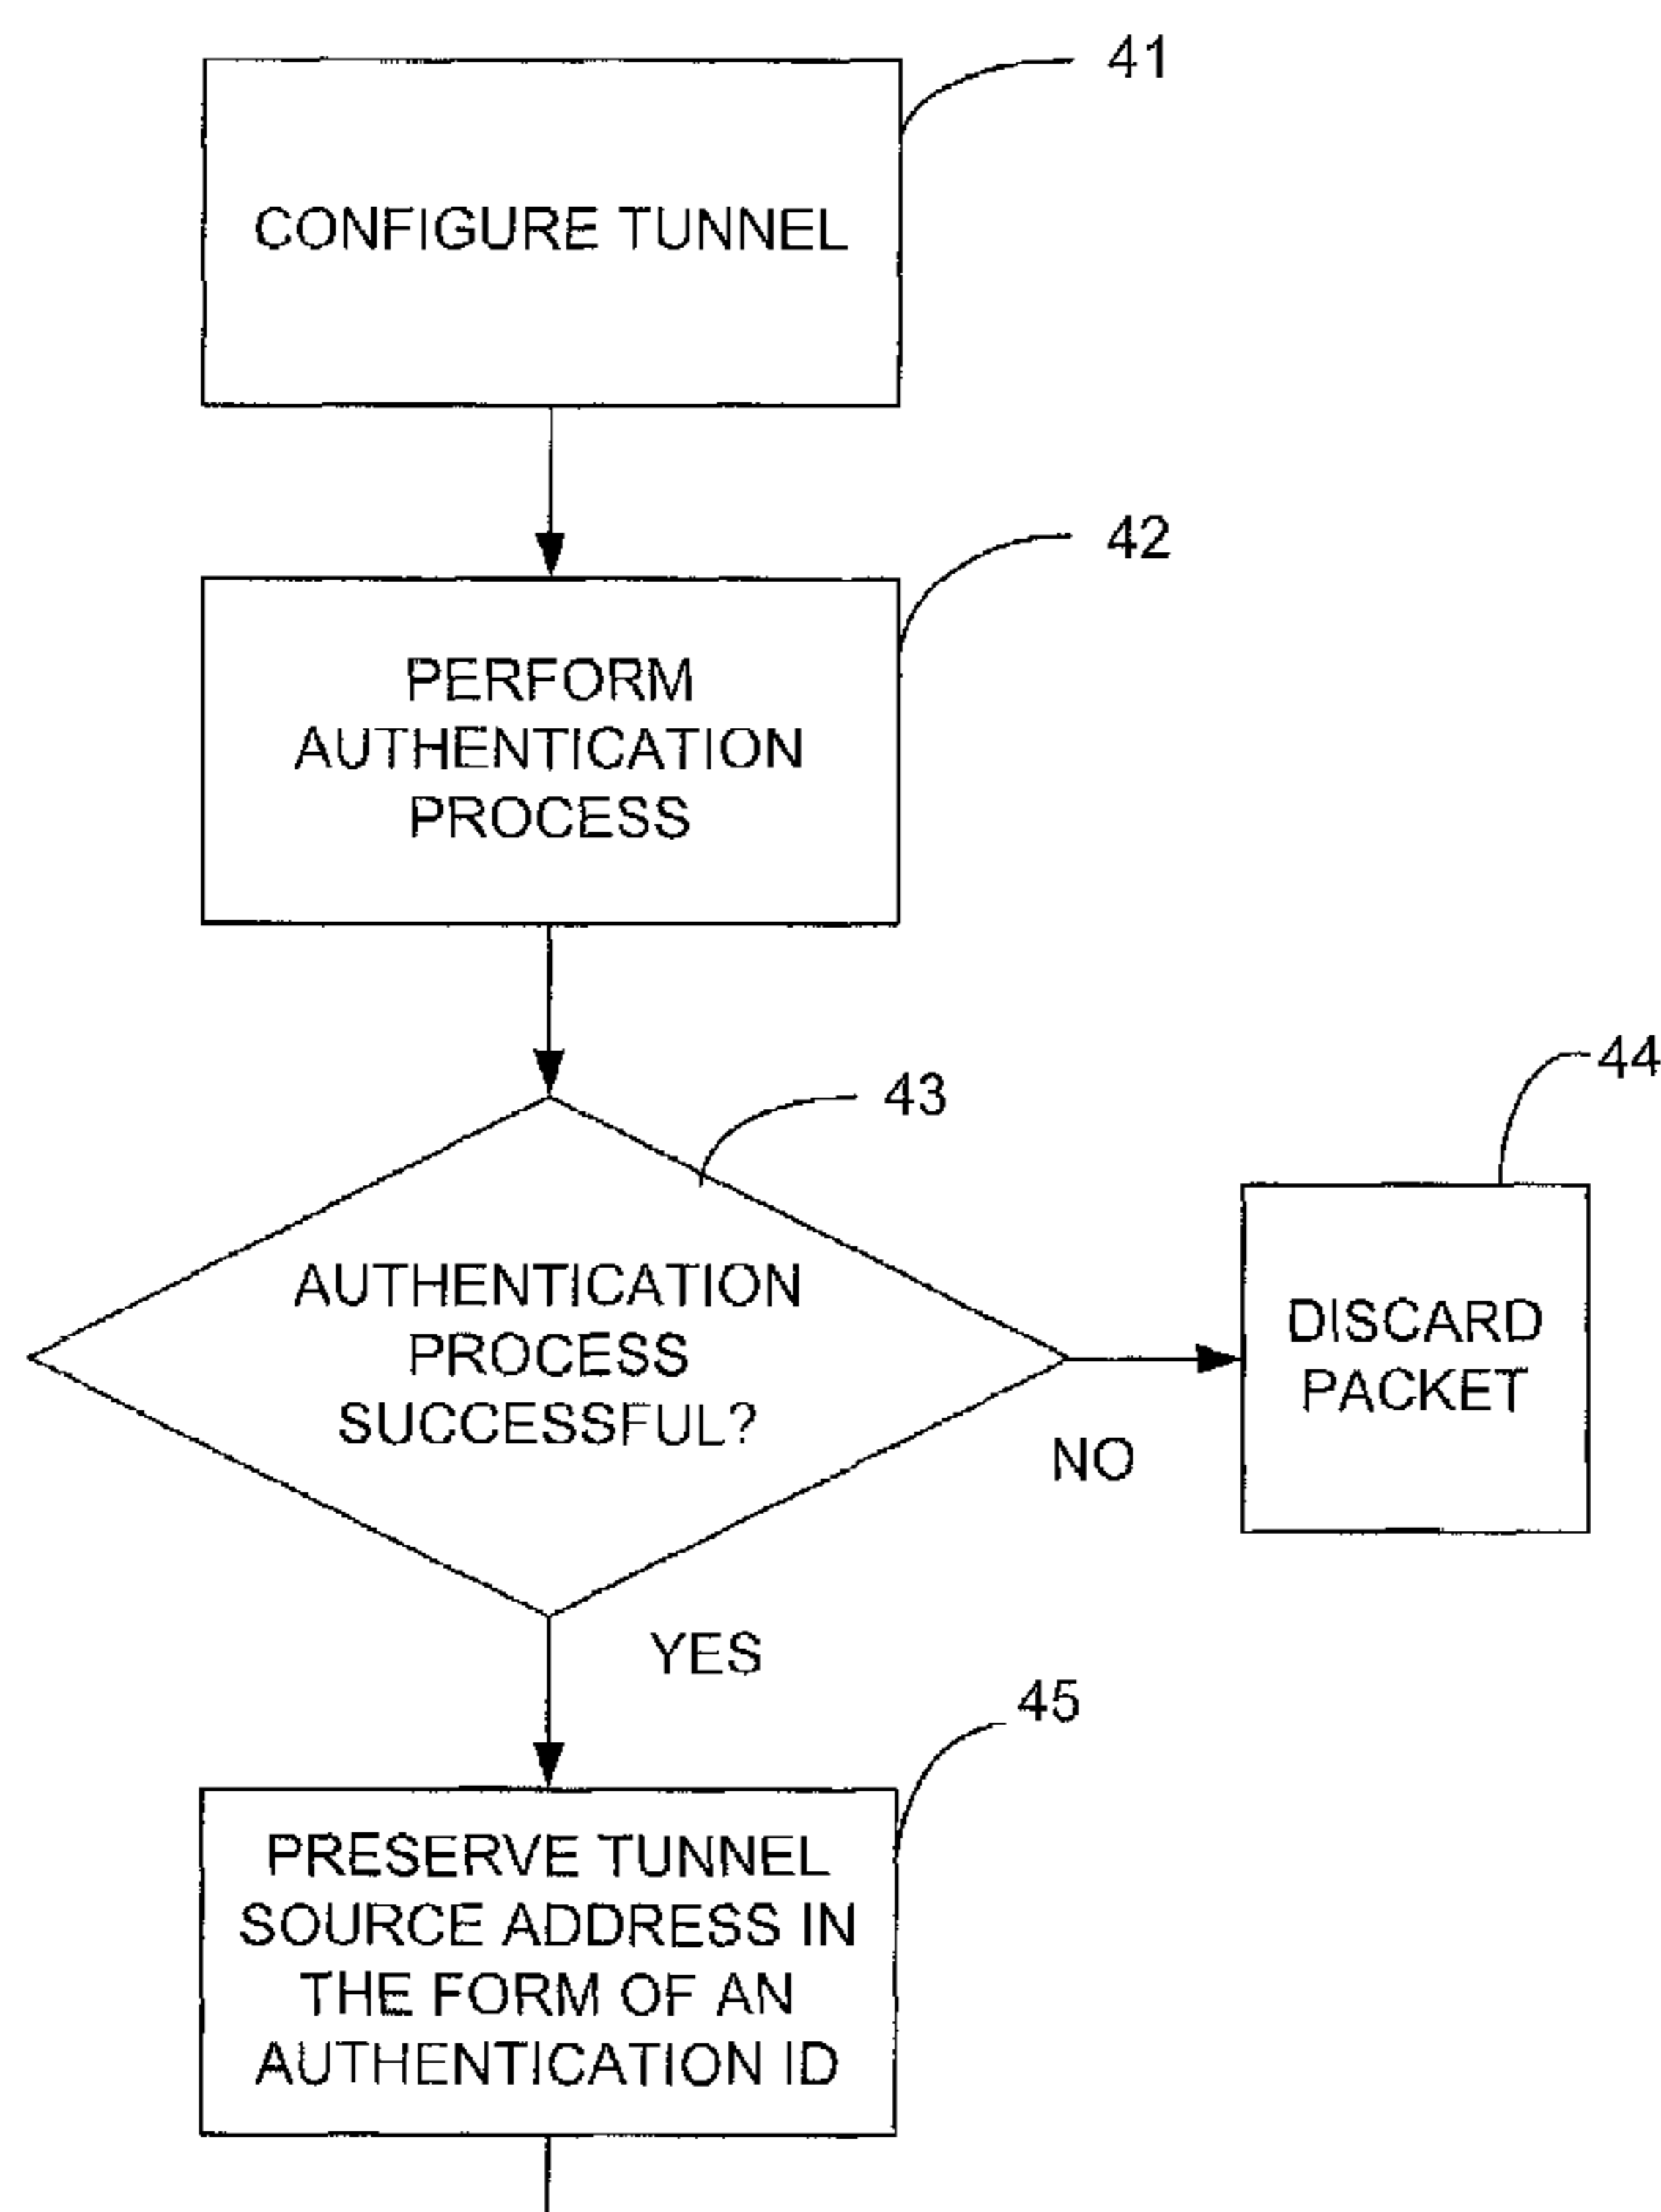 41
CONFIGURE TUNNEL
42
PERFORM
AUTHENTICATION
PROCESS
43
44
AUTHENTICATION
PROCESS
SUCCESSFUL?
DISCARD
PACKET
NO
YES
45
PRESERVE TUNNEL
SOURCE ADDRESS IN
THE FORM OF AN
AUTHENTICATION ID